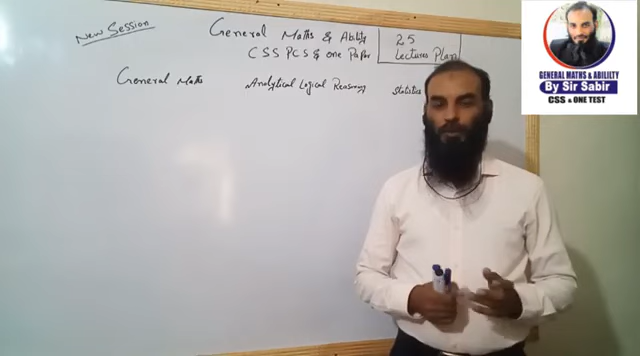 New Session
General Maths & Ability
CSS PCS & one Paper
25
Lectures Plan
General Maths
Analytical Logical Reasoning
Statistics
GENERAL MATHS & ABILILTY
By Sir Sabir
CSS & ONE TEST